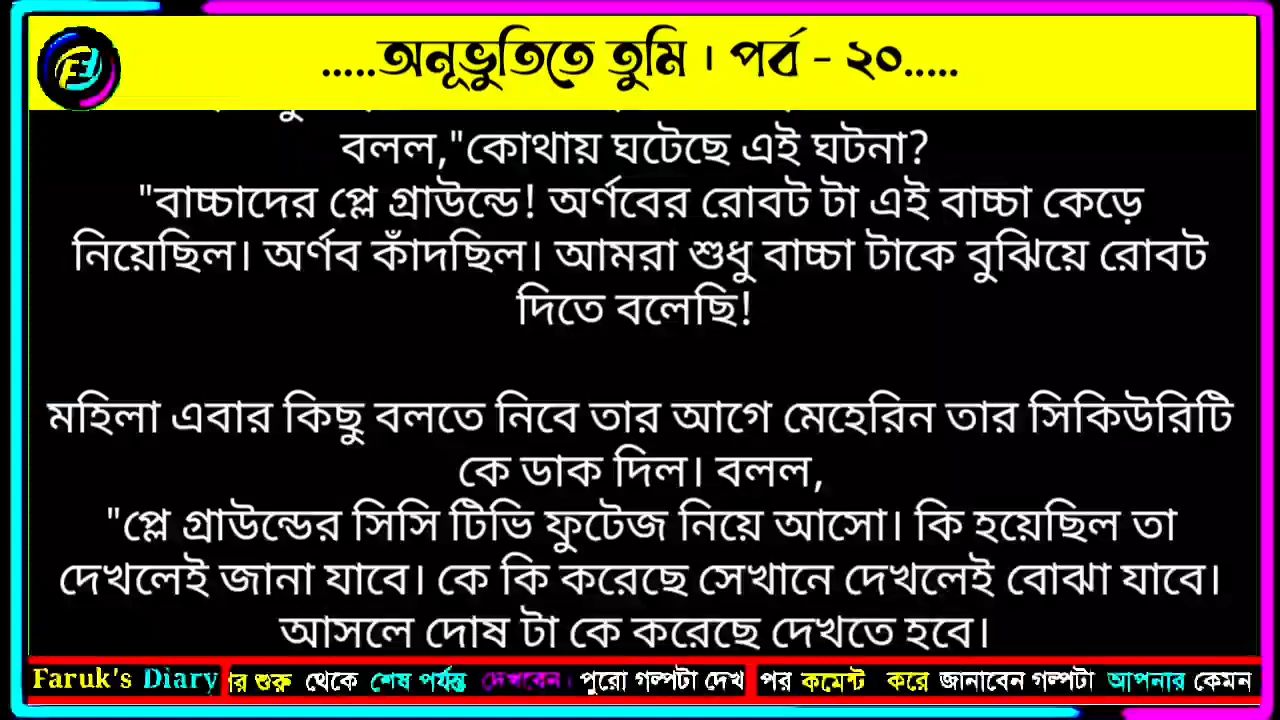 .....অনূভুতিতে তুমি । পর্ব - ২০.....
বলল,"কোথায় ঘটেছে এই ঘটনা?
"বাচ্চাদের প্লে গ্রাউন্ডে! অর্ণবের রোবট টা এই বাচ্চা কেড়ে
নিয়েছিল। অর্ণব কাঁদছিল। আমরা শুধু বাচ্চা টাকে বুঝিয়ে রোবট
দিতে বলেছি!
মহিলা এবার কিছু বলতে নিবে তার আগে মেহেরিন তার সিকিউরিটি
কে ডাক দিল। বলল,
"প্লে গ্রাউন্ডের সিসি টিভি ফুটেজ নিয়ে আসো। কি হয়েছিল তা
দেখলেই জানা যাবে। কে কি করেছে সেখানে দেখলেই বোঝা যাবে।
আসলে দোষ টা কে করেছে দেখতে হবে।
Faruk's Diary শুরু থেকে শেষ পর্যন্ত দেখবেন। পুরো গল্পটা দেখ পর কমেন্ট করে জানাবেন গল্পটা আপনার কেমন